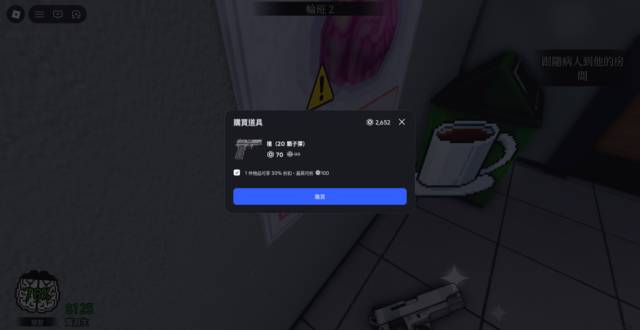 輪班 2
跟隨病人到他的房
間
購買道具
2,652
槍（20 顆子彈）
70
1 件物品可享 30% 折扣，最高可折 100
購買
$125